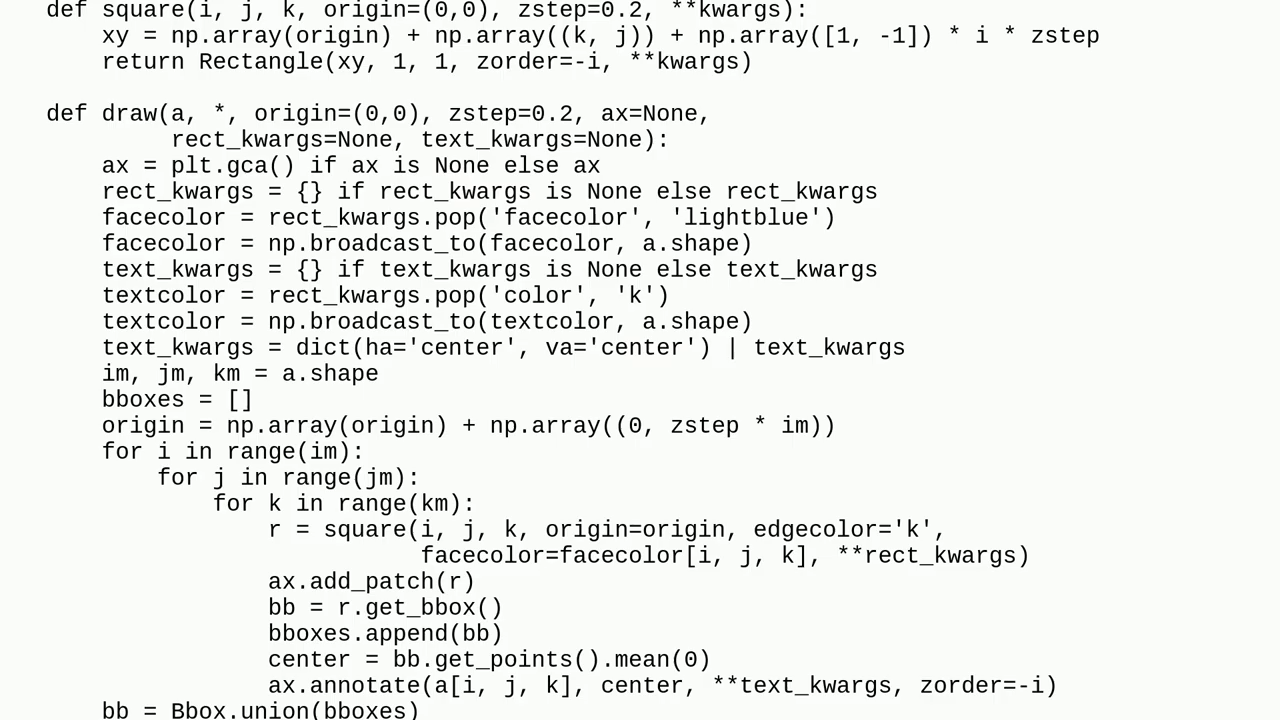 def square(i, j, k, origin=(0,0), zstep=0.2, **kwargs):
    xy = np.array(origin) + np.array((k, j)) + np.array([1, -1]) * i * zstep
    return Rectangle(xy, 1, 1, zorder=-i, **kwargs)

def draw(a, *, origin=(0,0), zstep=0.2, ax=None,
         rect_kwargs=None, text_kwargs=None):
    ax = plt.gca() if ax is None else ax
    rect_kwargs = {} if rect_kwargs is None else rect_kwargs
    facecolor = rect_kwargs.pop('facecolor', 'lightblue')
    facecolor = np.broadcast_to(facecolor, a.shape)
    text_kwargs = {} if text_kwargs is None else text_kwargs
    textcolor = rect_kwargs.pop('color', 'k')
    textcolor = np.broadcast_to(textcolor, a.shape)
    text_kwargs = dict(ha='center', va='center') | text_kwargs
    im, jm, km = a.shape
    bboxes = []
    origin = np.array(origin) + np.array((0, zstep * im))
    for i in range(im):
        for j in range(jm):
            for k in range(km):
                r = square(i, j, k, origin=origin, edgecolor='k',
                           facecolor=facecolor[i, j, k], **rect_kwargs)
                ax.add_patch(r)
                bb = r.get_bbox()
                bboxes.append(bb)
                center = bb.get_points().mean(0)
                ax.annotate(a[i, j, k], center, **text_kwargs, zorder=-i)
    bb = Bbox.union(bboxes)